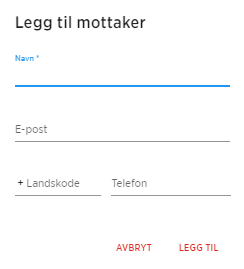 Legg til mottaker
Navn *
E-post
+ Landskode Telefon
AVBRYT LEGG TIL